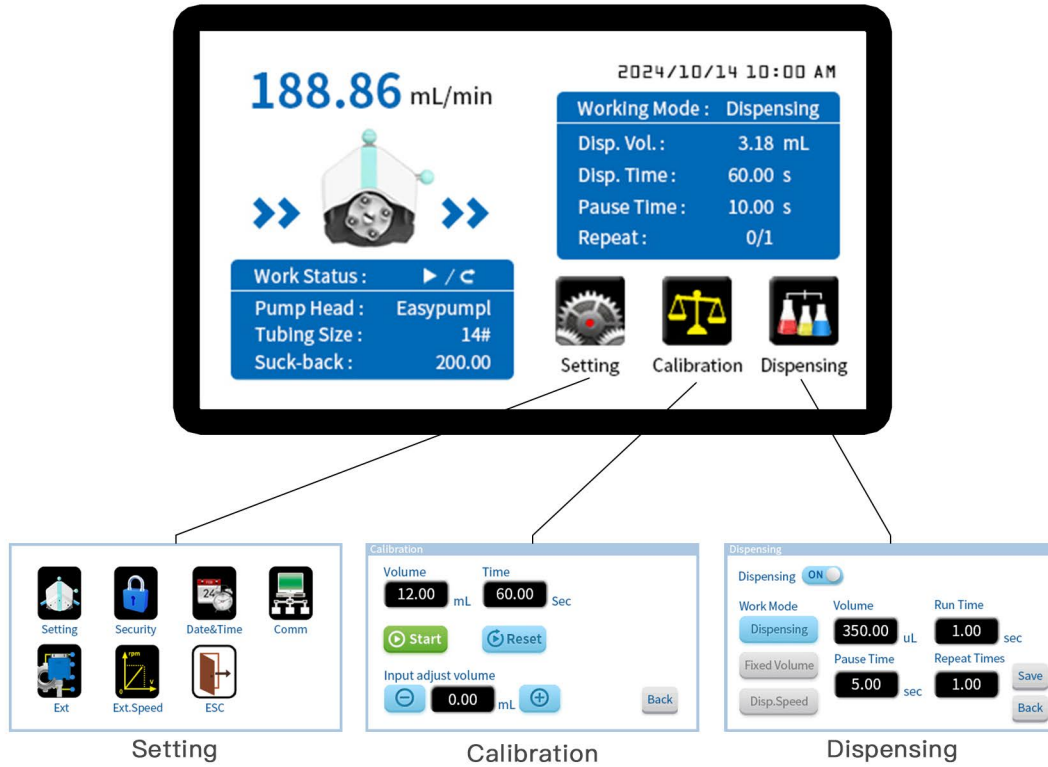 188.86 mL/min
2024/10/14 10:00 AM
Working Mode : Dispensing
Disp. Vol. : 3.18 mL
Disp. Time : 60.00 s
Pause Time : 10.00 s
Repeat : 0/1
Work Status : /
Pump Head : Easypumpl
Tubing Size : 14#
Suck-back : 200.00
Setting
Calibration
Dispensing
24
Setting
Security
Date&Time
Comm
rpm
0
v
Ext
Ext.Speed
ESC
Setting
Calibration
Volume
Time
12.00 mL
60.00 Sec
Start
Reset
Input adjust volume
0.00 mL
Back
Calibration
Dispensing
Dispensing ON
Work Mode
Volume
Run Time
Dispensing
350.00 uL
1.00 sec
Fixed Volume
Pause Time
Repeat Times
5.00 sec
1.00
Save
Disp.Speed
Back
Dispensing